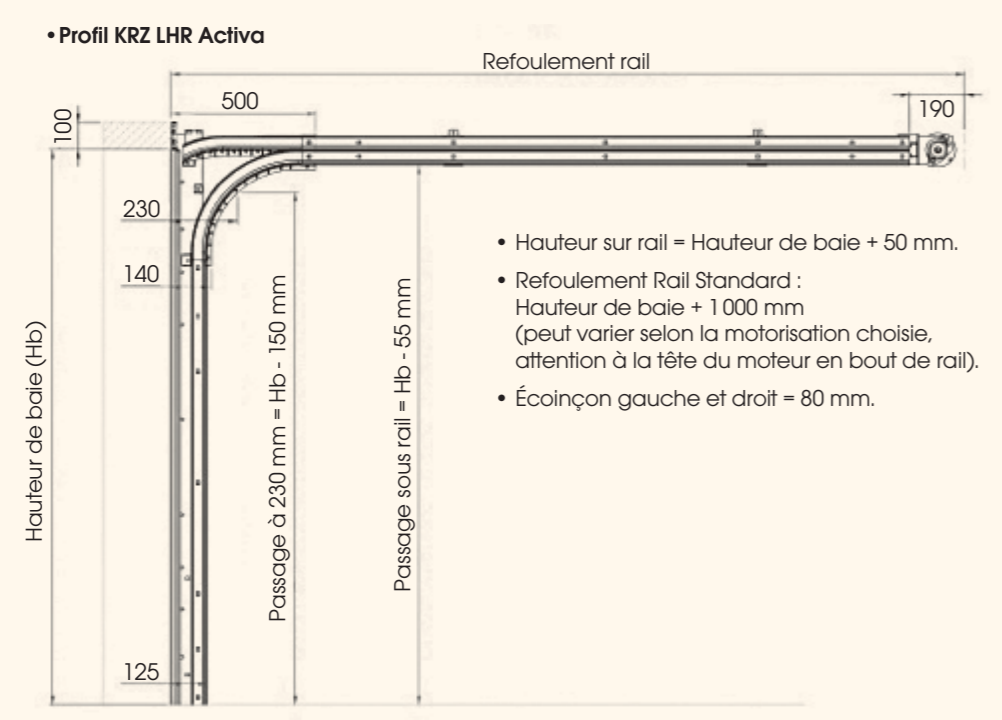 • Profil KRZ LHR Activa
Refoulement rail
500
190
100
230
140
Hauteur de baie (Hb)
Passage à 230 mm = Hb - 150 mm
Passage sous rail = Hb - 55 mm
125
• Hauteur sur rail = Hauteur de baie + 50 mm.
• Refoulement Rail Standard :
Hauteur de baie + 1 000 mm
(peut varier selon la motorisation choisie,
attention à la tête du moteur en bout de rail).
• Écoinçon gauche et droit = 80 mm.